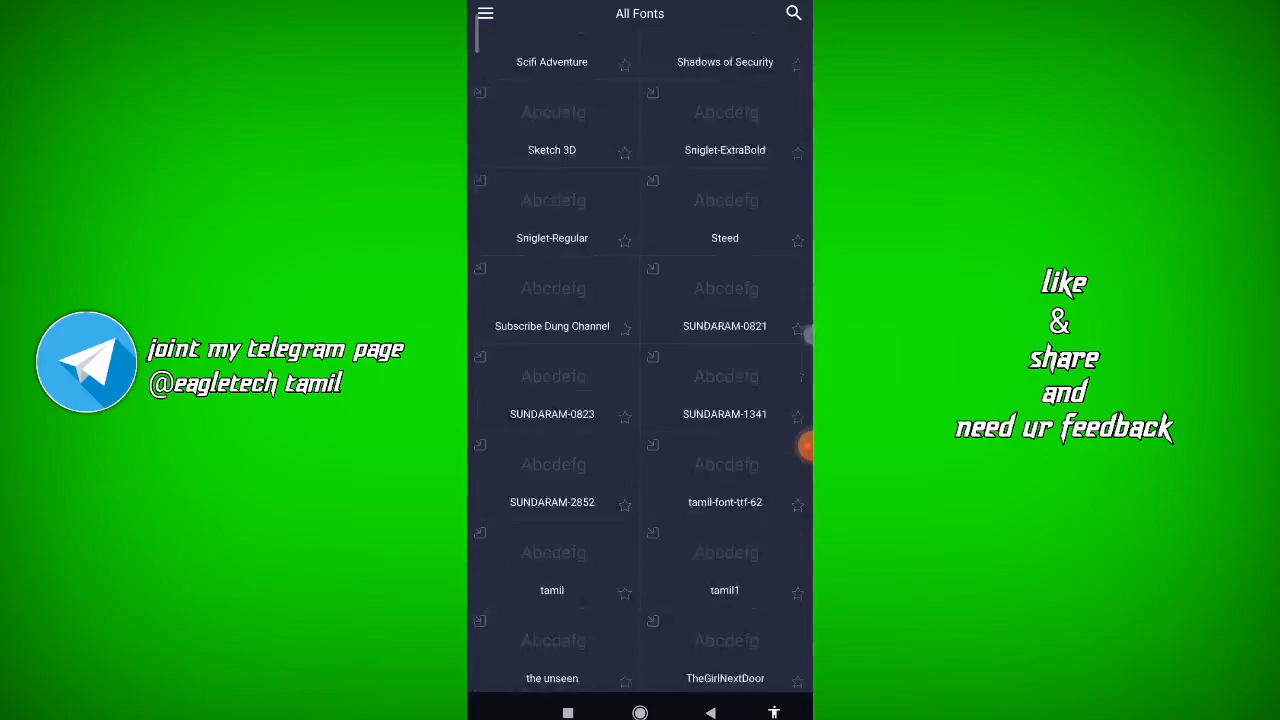 All Fonts
Scifi Adventure
Shadows of Security
Abcdefg
Abcdefg
Sketch 3D
Sniglet-ExtraBold
Abcdefg
Abcdefg
Sniglet-Regular
Steed
Abcdefg
Abcdefg
Subscribe Dung Channel
SUNDARAM-0821
Abcdefg
Abcdefg
SUNDARAM-0823
SUNDARAM-1341
Abcdefg
Abcdefg
SUNDARAM-2852
tamil-font-ttf-62
Abcdefg
Abcdefg
tamil
tamil1
Abcdefg
Abcdefg
the unseen
TheGirlNextDoor
joint my telegram page
@eagletech tamil
like
&
share
and
need ur feedback